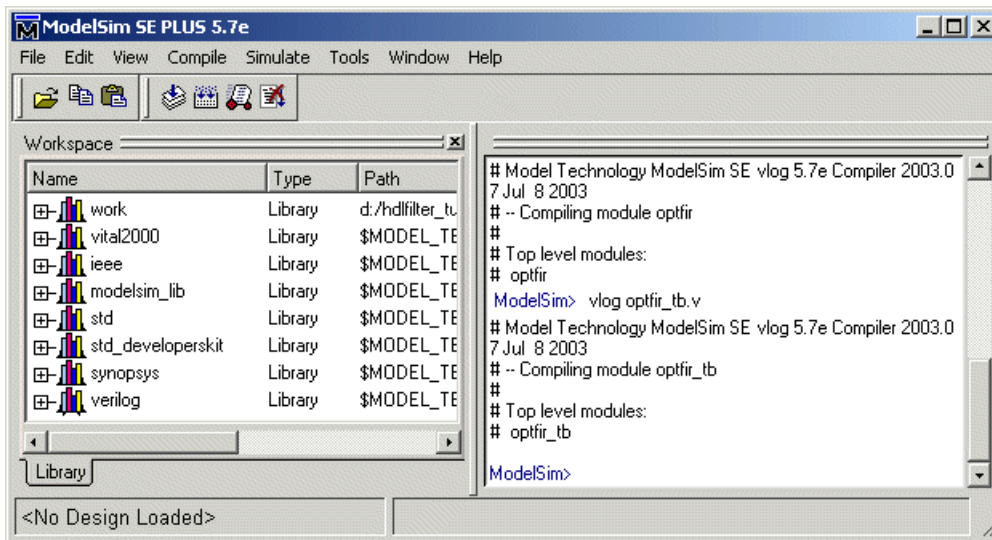 ModelSim SE PLUS 5.7e
File Edit View Compile Simulate Tools Window Help
Workspace
Name Type Path
work Library d:/hdlfilter_tu
vital2000 Library $MODEL_TE
ieee Library $MODEL_TE
modelsim_lib Library $MODEL_TE
std Library $MODEL_TE
std_developerskit Library $MODEL_TE
synopsys Library $MODEL_TE
verilog Library $MODEL_TE
Library
# Model Technology ModelSim SE vlog 5.7e Compiler 2003.0
7 Jul 8 2003
# -- Compiling module optfir
#
# Top level modules:
# optfir
ModelSim> vlog optfir_tb.v
# Model Technology ModelSim SE vlog 5.7e Compiler 2003.0
7 Jul 8 2003
# -- Compiling module optfir_tb
#
# Top level modules:
# optfir_tb
ModelSim>
<No Design Loaded>